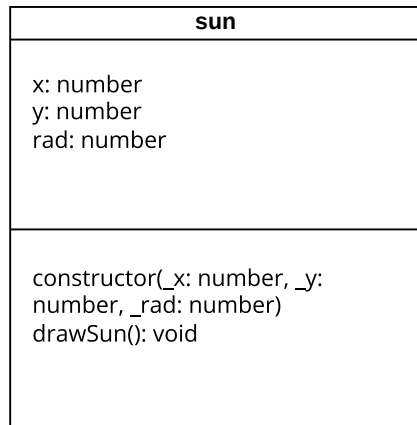 sun
x: number
y: number
rad: number
constructor(_x: number, _y:
number, _rad: number)
drawSun(): void